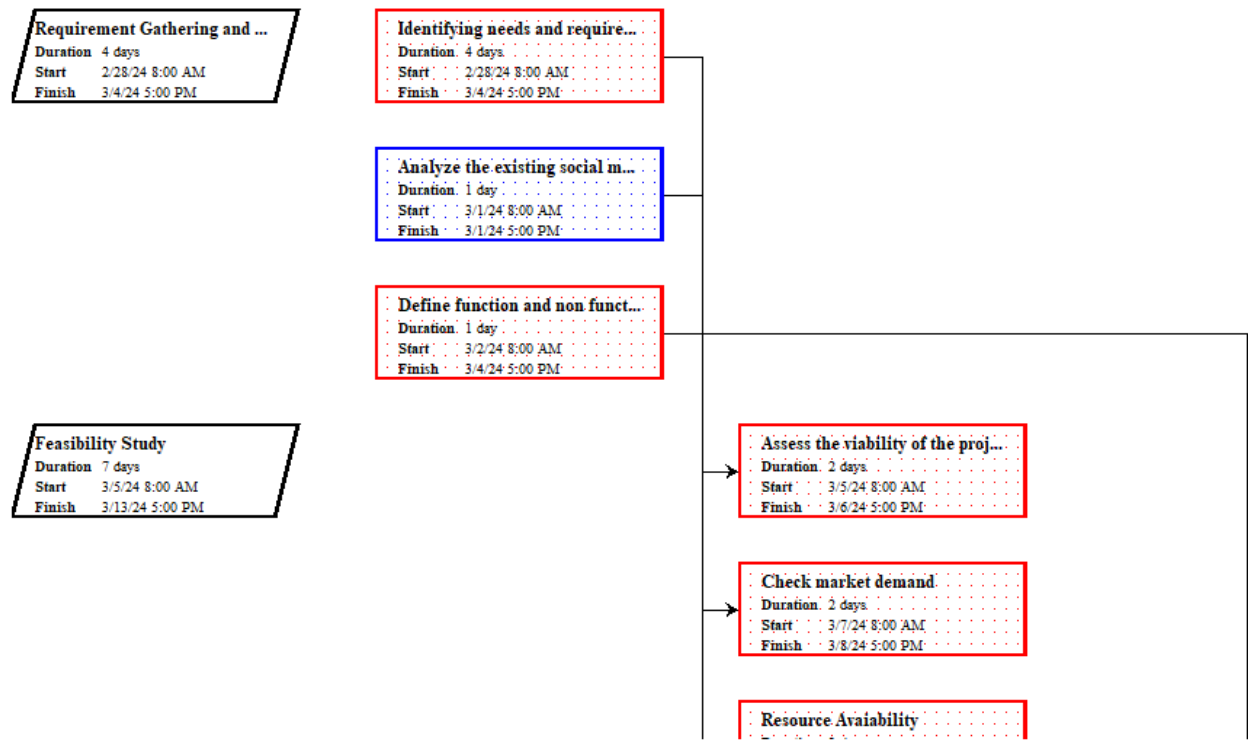 Requirement Gathering and ...
Duration 4 days
Start 2/28/24 8:00 AM
Finish 3/4/24 5:00 PM
Identifying needs and require...
Duration 4 days
Start 2/28/24 8:00 AM
Finish 3/4/24 5:00 PM
Analyze the existing social m...
Duration 1 day
Start 3/1/24 8:00 AM
Finish 3/1/24 5:00 PM
Define function and non funct...
Duration 1 day
Start 3/2/24 8:00 AM
Finish 3/4/24 5:00 PM
Feasibility Study
Duration 7 days
Start 3/5/24 8:00 AM
Finish 3/13/24 5:00 PM
Assess the viability of the proj...
Duration 2 days
Start 3/5/24 8:00 AM
Finish 3/6/24 5:00 PM
Check market demand
Duration 2 days
Start 3/7/24 8:00 AM
Finish 3/8/24 5:00 PM
Resource Avaiability